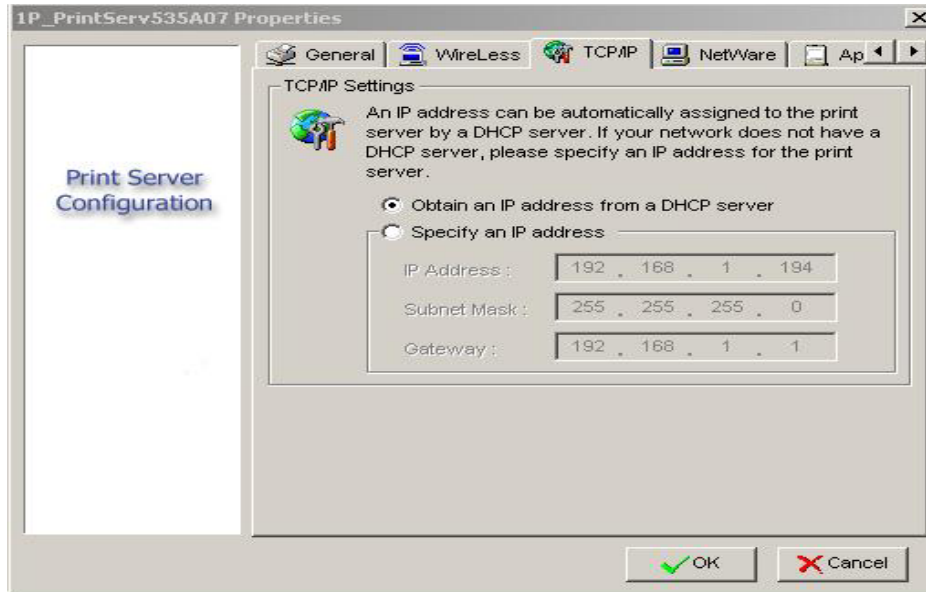 1P_PrintServ535A07 Properties
General WireLess TCP/IP NetWare Ap
Print Server
Configuration
TCP/IP Settings
An IP address can be automatically assigned to the print
server by a DHCP server. If your network does not have a
DHCP server, please specify an IP address for the print
server.
Obtain an IP address from a DHCP server
Specify an IP address
IP Address : 192 . 168 . 1 . 194
Subnet Mask : 255 . 255 . 255 . 0
Gateway : 192 . 168 . 1 . 1
OK Cancel